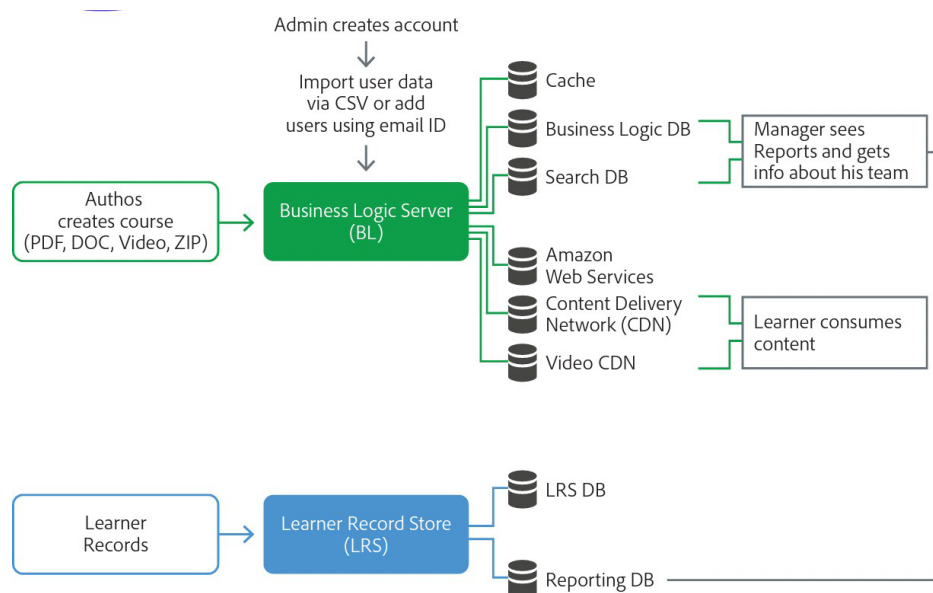 Admin creates account
Import user data
via CSV or add
users using email ID
Cache
Business Logic DB
Search DB
Manager sees
Reports and gets
info about his team
Authos
creates course
(PDF, DOC, Video, ZIP)
Business Logic Server
(BL)
Amazon
Web Services
Content Delivery
Network (CDN)
Video CDN
Learner consumes
content
Learner
Records
Learner Record Store
(LRS)
LRS DB
Reporting DB